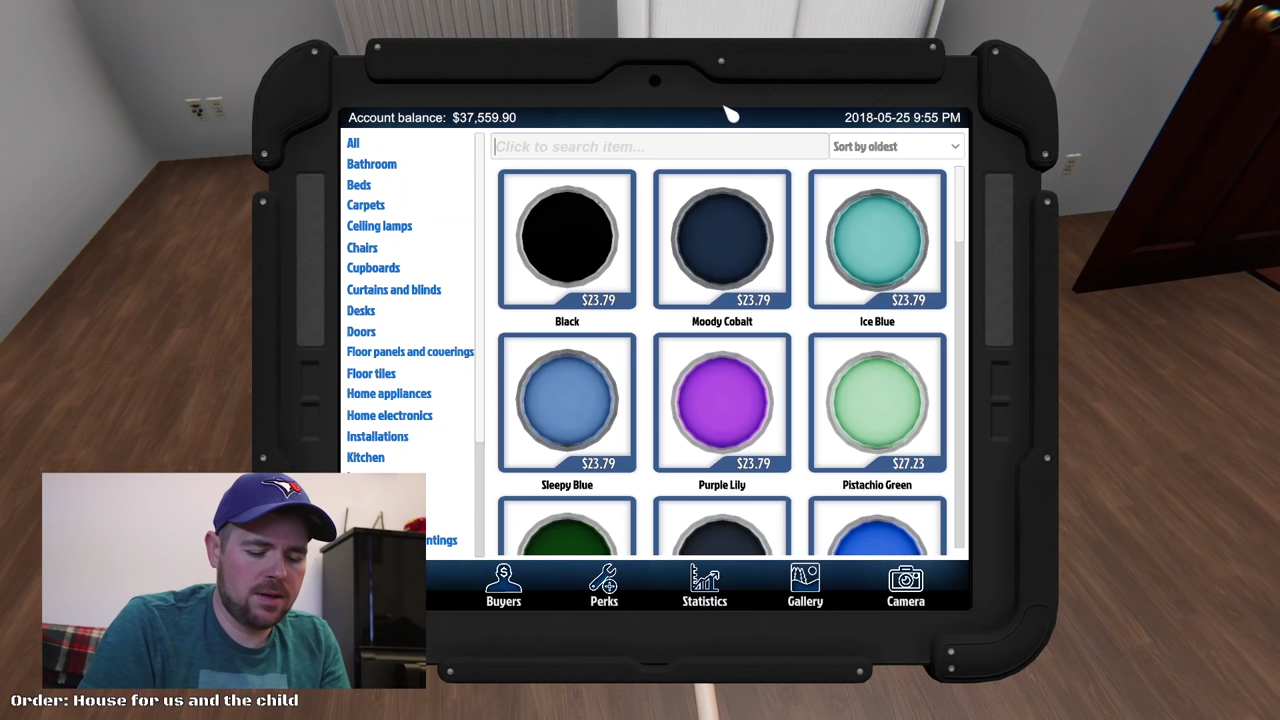 Account balance: $37,559.90
2018-05-25 9:55 PM
All
Bathroom
Beds
Carpets
Ceiling lamps
Chairs
Cupboards
Curtains and blinds
Desks
Doors
Floor panels and coverings
Floor tiles
Home appliances
Home electronics
Installations
Kitchen
ntings
Click to search item...
Sort by oldest
$23.79
$23.79
$23.79
Black
Moody Cobalt
Ice Blue
$23.79
$23.79
$27.23
Sleepy Blue
Purple Lily
Pistachio Green
Buyers
Perks
Statistics
Gallery
Camera
Order: House for us and the child